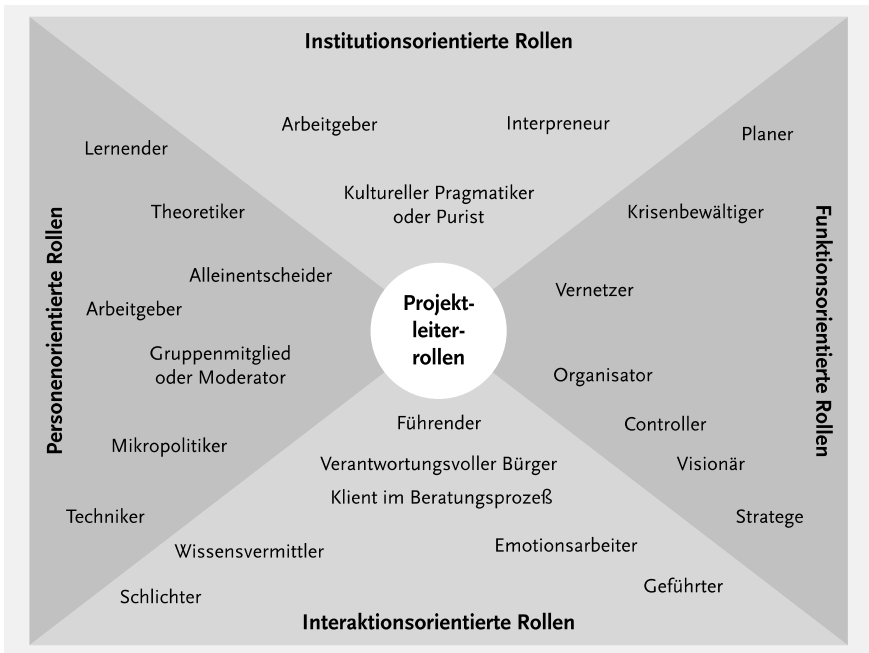 Institutionsorientierte Rollen
Arbeitgeber
Interpreneur
Kultureller Pragmatiker
oder Purist
Personenorientierte Rollen
Lernender
Theoretiker
Alleinentscheider
Arbeitgeber
Gruppenmitglied
oder Moderator
Mikropolitiker
Techniker
Projekt-
leiter-
rollen
Funktionsorientierte Rollen
Planer
Krisenbewältiger
Vernetzer
Organisator
Controller
Visionär
Stratege
Führender
Verantwortungsvoller Bürger
Klient im Beratungsprozeß
Wissensvermittler
Emotionsarbeiter
Schlichter
Geführter
Interaktionsorientierte Rollen